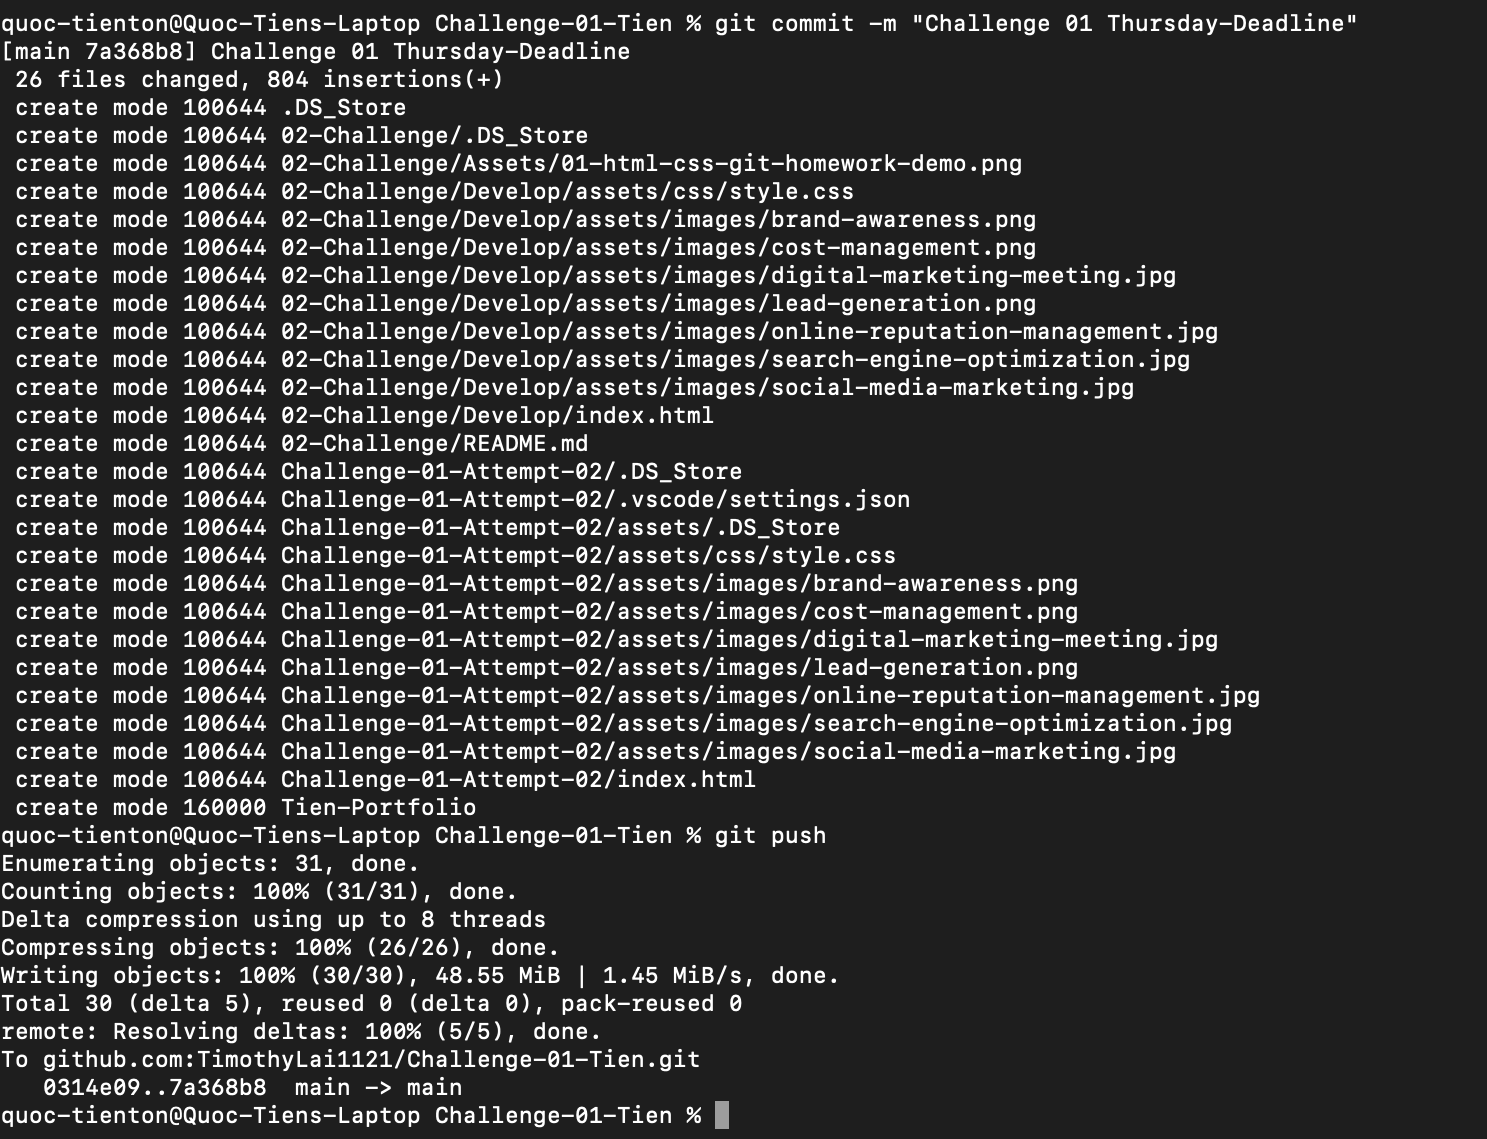 quoc-tienton@Quoc-Tiens-Laptop Challenge-01-Tien % git commit -m "Challenge 01 Thursday-Deadline"
[main 7a368b8] Challenge 01 Thursday-Deadline
 26 files changed, 804 insertions(+)
 create mode 100644 .DS_Store
 create mode 100644 02-Challenge/.DS_Store
 create mode 100644 02-Challenge/Assets/01-html-css-git-homework-demo.png
 create mode 100644 02-Challenge/Develop/assets/css/style.css
 create mode 100644 02-Challenge/Develop/assets/images/brand-awareness.png
 create mode 100644 02-Challenge/Develop/assets/images/cost-management.png
 create mode 100644 02-Challenge/Develop/assets/images/digital-marketing-meeting.jpg
 create mode 100644 02-Challenge/Develop/assets/images/lead-generation.png
 create mode 100644 02-Challenge/Develop/assets/images/online-reputation-management.jpg
 create mode 100644 02-Challenge/Develop/assets/images/search-engine-optimization.jpg
 create mode 100644 02-Challenge/Develop/assets/images/social-media-marketing.jpg
 create mode 100644 02-Challenge/Develop/index.html
 create mode 100644 02-Challenge/README.md
 create mode 100644 Challenge-01-Attempt-02/.DS_Store
 create mode 100644 Challenge-01-Attempt-02/.vscode/settings.json
 create mode 100644 Challenge-01-Attempt-02/assets/.DS_Store
 create mode 100644 Challenge-01-Attempt-02/assets/css/style.css
 create mode 100644 Challenge-01-Attempt-02/assets/images/brand-awareness.png
 create mode 100644 Challenge-01-Attempt-02/assets/images/cost-management.png
 create mode 100644 Challenge-01-Attempt-02/assets/images/digital-marketing-meeting.jpg
 create mode 100644 Challenge-01-Attempt-02/assets/images/lead-generation.png
 create mode 100644 Challenge-01-Attempt-02/assets/images/online-reputation-management.jpg
 create mode 100644 Challenge-01-Attempt-02/assets/images/search-engine-optimization.jpg
 create mode 100644 Challenge-01-Attempt-02/assets/images/social-media-marketing.jpg
 create mode 100644 Challenge-01-Attempt-02/index.html
 create mode 160000 Tien-Portfolio
quoc-tienton@Quoc-Tiens-Laptop Challenge-01-Tien % git push
Enumerating objects: 31, done.
Counting objects: 100% (31/31), done.
Delta compression using up to 8 threads
Compressing objects: 100% (26/26), done.
Writing objects: 100% (30/30), 48.55 MiB | 1.45 MiB/s, done.
Total 30 (delta 5), reused 0 (delta 0), pack-reused 0
remote: Resolving deltas: 100% (5/5), done.
To github.com:TimothyLai1121/Challenge-01-Tien.git
   0314e09..7a368b8  main -> main
quoc-tienton@Quoc-Tiens-Laptop Challenge-01-Tien %